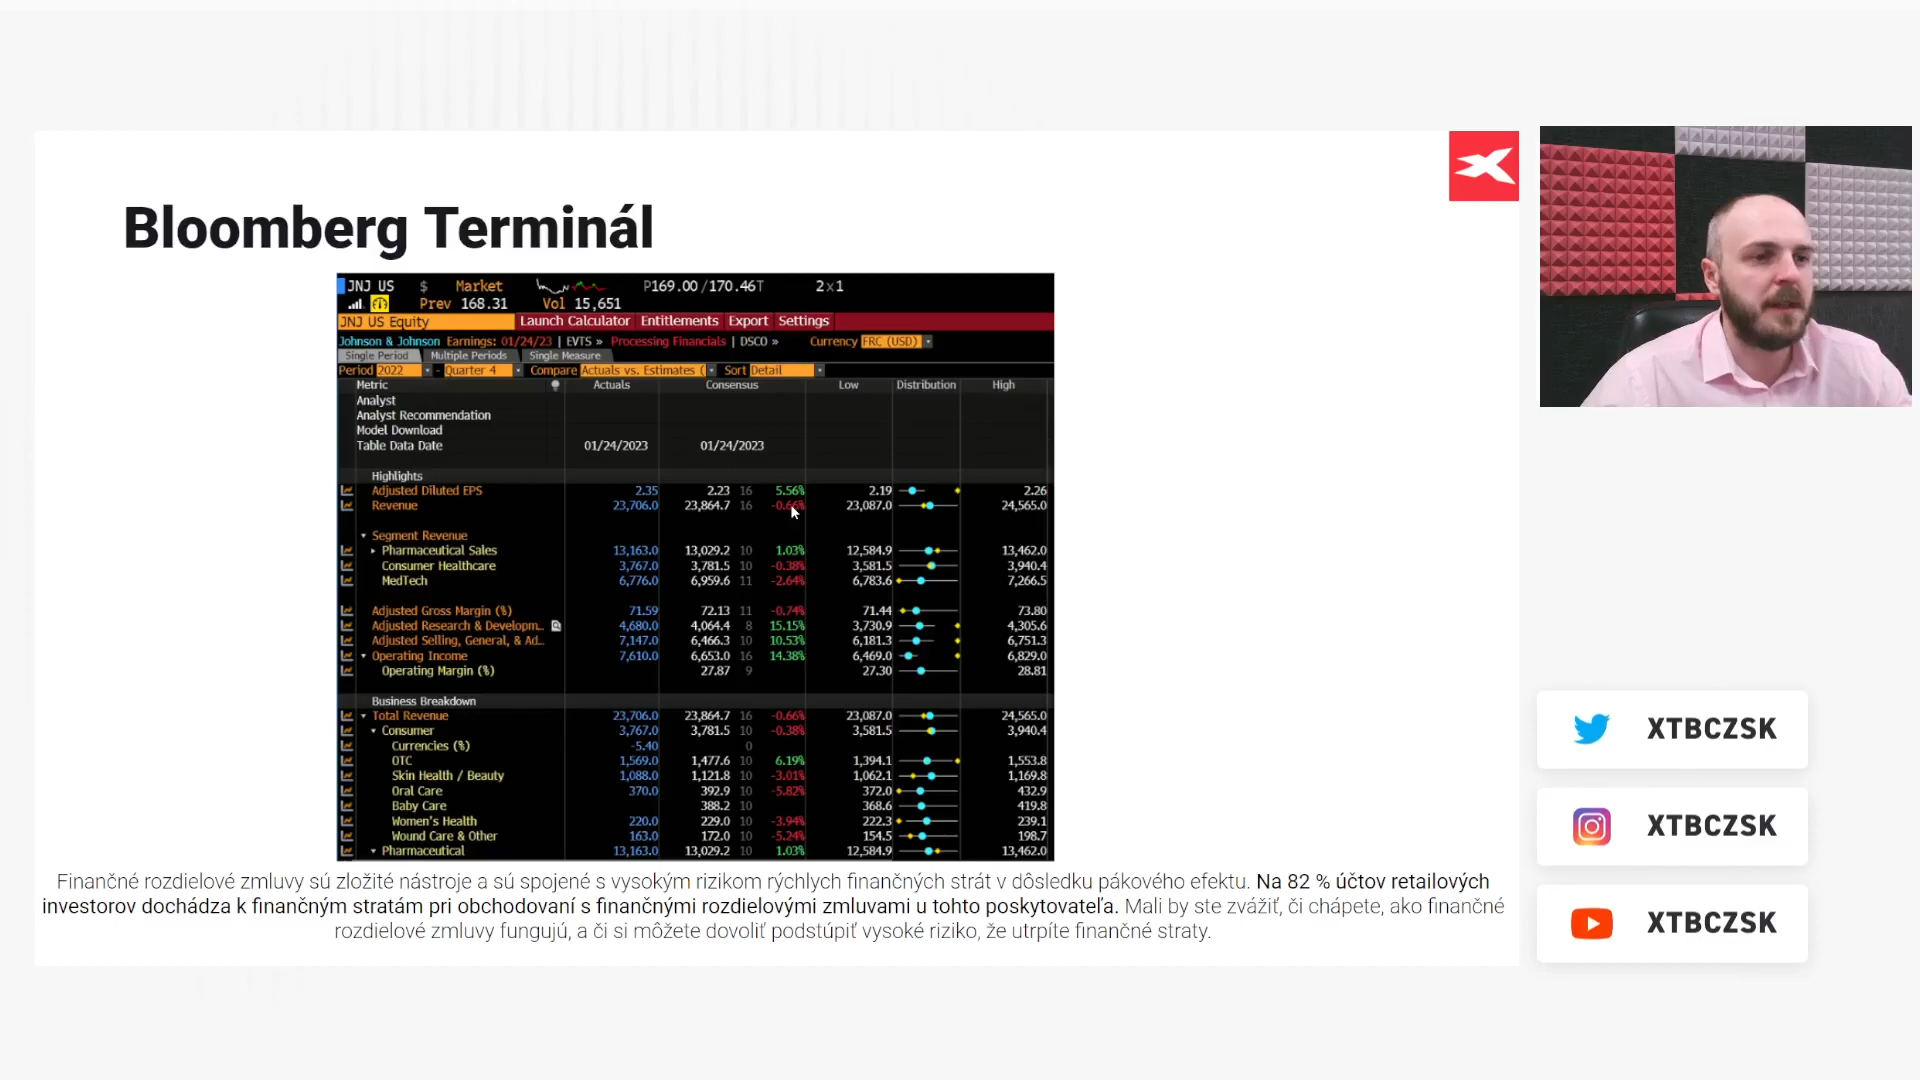 Bloomberg Terminál
JNJ US $ Market P169.00/170.46T 2x1
Prev 168.31 Vol 15,651
JNJ US Equity Launch Calculator Entitlements Export Settings
Johnson & Johnson Earnings: 01/24/23 | EVTS » Processing Financials | DSCO » Currency FRC (USD)
Single Period Multiple Periods Single Measure
Period 2022 - Quarter 4 Compare Actuals vs. Estimates ( Sort Detail
Metric Actuals Consensus Low Distribution High
Analyst
Analyst Recommendation
Model Download
Table Data Date 01/24/2023 01/24/2023
Highlights
Adjusted Diluted EPS 2.35 2.23 16 5.56% 2.19 2.26
Revenue 23,706.0 23,864.7 16 -0.66% 23,087.0 24,565.0
Segment Revenue
Pharmaceutical Sales 13,163.0 13,029.2 10 1.03% 12,584.9 13,462.0
Consumer Healthcare 3,767.0 3,781.5 10 -0.38% 3,581.5 3,940.4
MedTech 6,776.0 6,959.6 11 -2.64% 6,783.6 7,266.5
Adjusted Gross Margin (%) 71.59 72.13 11 -0.74% 71.44 73.80
Adjusted Research & Developm... 4,680.0 4,064.4 8 15.15% 3,730.9 4,305.6
Adjusted Selling, General, & Ad... 7,147.0 6,466.3 10 10.53% 6,181.3 6,751.3
Operating Income 7,610.0 6,653.0 16 14.38% 6,469.0 6,829.0
Operating Margin (%) 27.87 9 27.30 28.81
Business Breakdown
Total Revenue 23,706.0 23,864.7 16 -0.66% 23,087.0 24,565.0
Consumer 3,767.0 3,781.5 10 -0.38% 3,581.5 3,940.4
Currencies (%) -5.40 0
OTC 1,569.0 1,477.6 10 6.19% 1,394.1 1,553.8
Skin Health / Beauty 1,088.0 1,121.8 10 -3.01% 1,062.1 1,169.8
Oral Care 370.0 392.9 10 -5.82% 372.0 432.9
Baby Care 388.2 10 368.6 419.8
Women's Health 220.0 229.0 10 -3.94% 222.3 239.1
Wound Care & Other 163.0 172.0 10 -5.24% 154.5 198.7
Pharmaceutical 13,163.0 13,029.2 10 1.03% 12,584.9 13,462.0
Finančné rozdielové zmluvy sú zložité nástroje a sú spojené s vysokým rizikom rýchlych finančných strát v dôsledku pákového efektu. Na 82 % účtov retailových
investorov dochádza k finančným stratám pri obchodovaní s finančnými rozdielovými zmluvami u tohto poskytovateľa. Mali by ste zvážiť, či chápete, ako finančné
rozdielové zmluvy fungujú, a či si môžete dovoliť podstúpiť vysoké riziko, že utrpíte finančné straty.
XTBCZSK
XTBCZSK
XTBCZSK